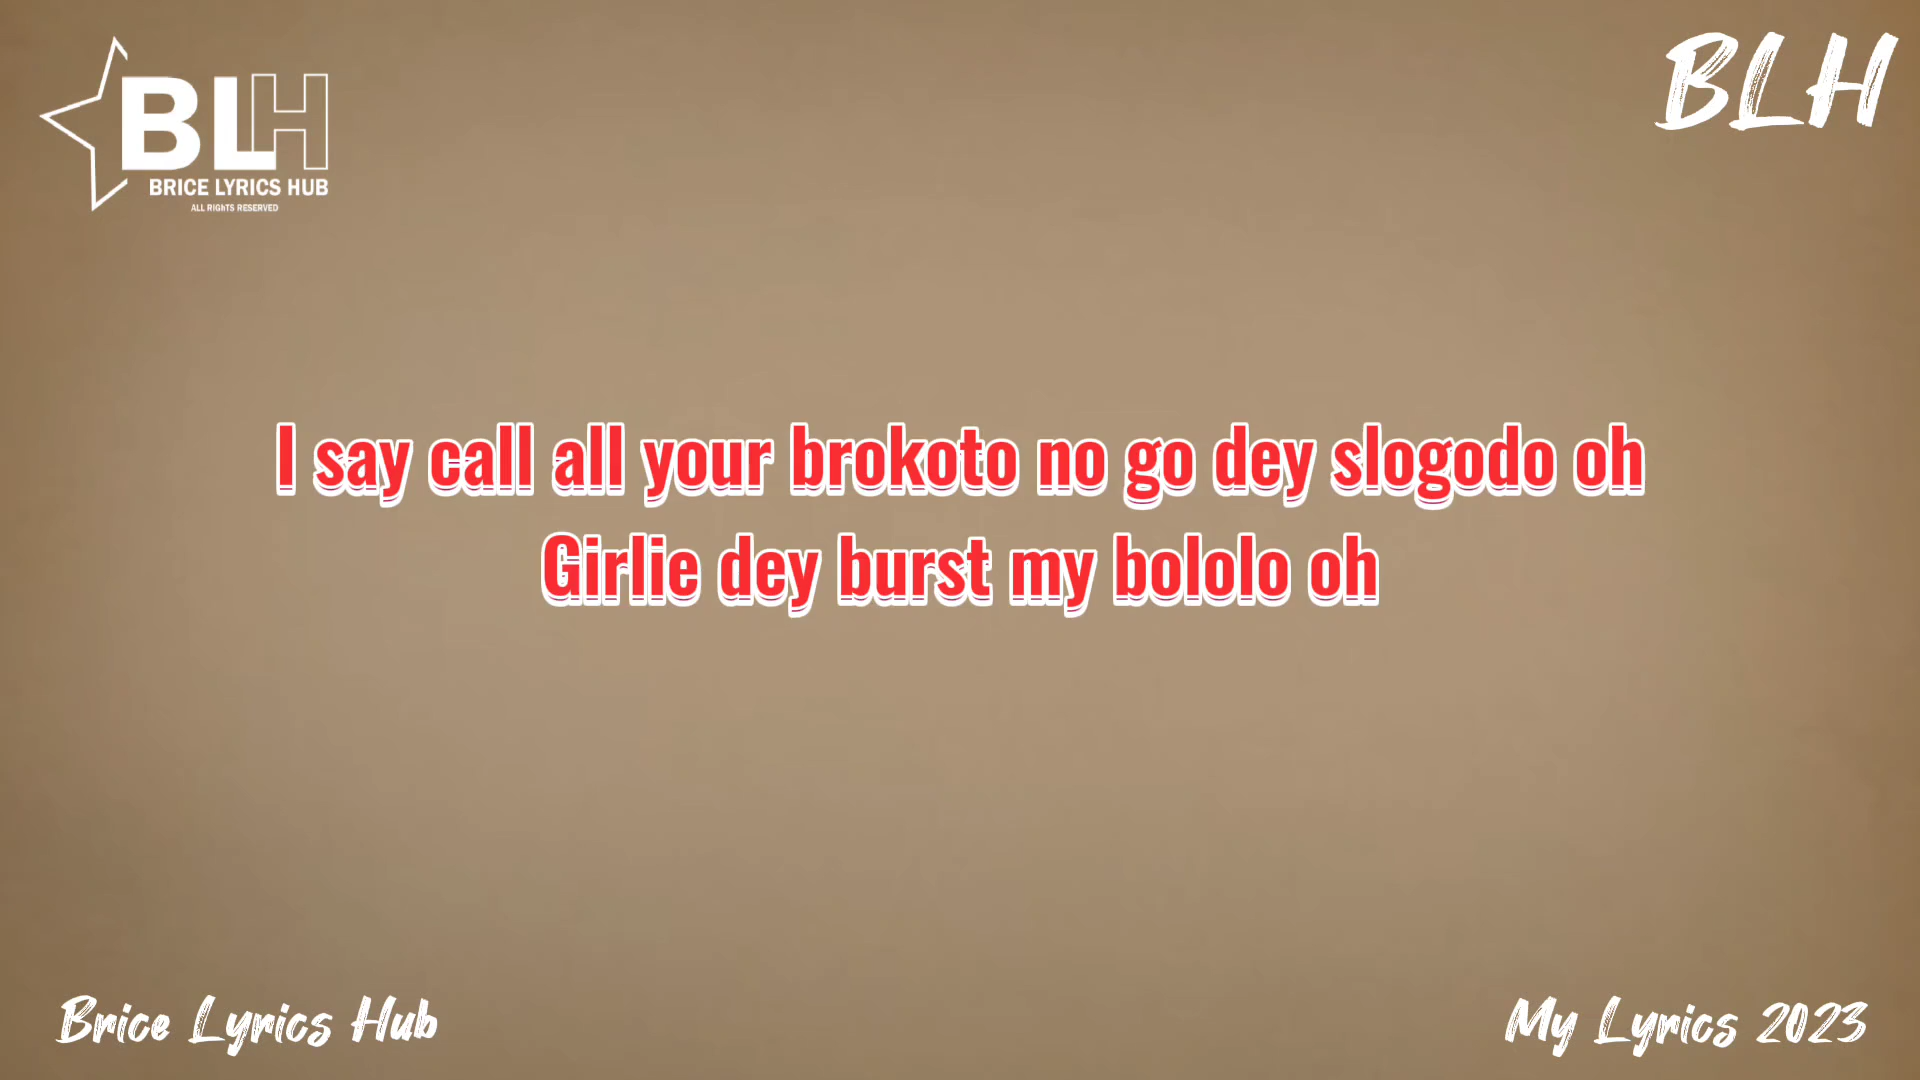 BLH
BRICE LYRICS HUB
ALL RIGHTS RESERVED
BLH
I say call all your brokoto no go dey slogodo oh
Girlie dey burst my bololo oh
Brice Lyrics Hub
My Lyrics 2023